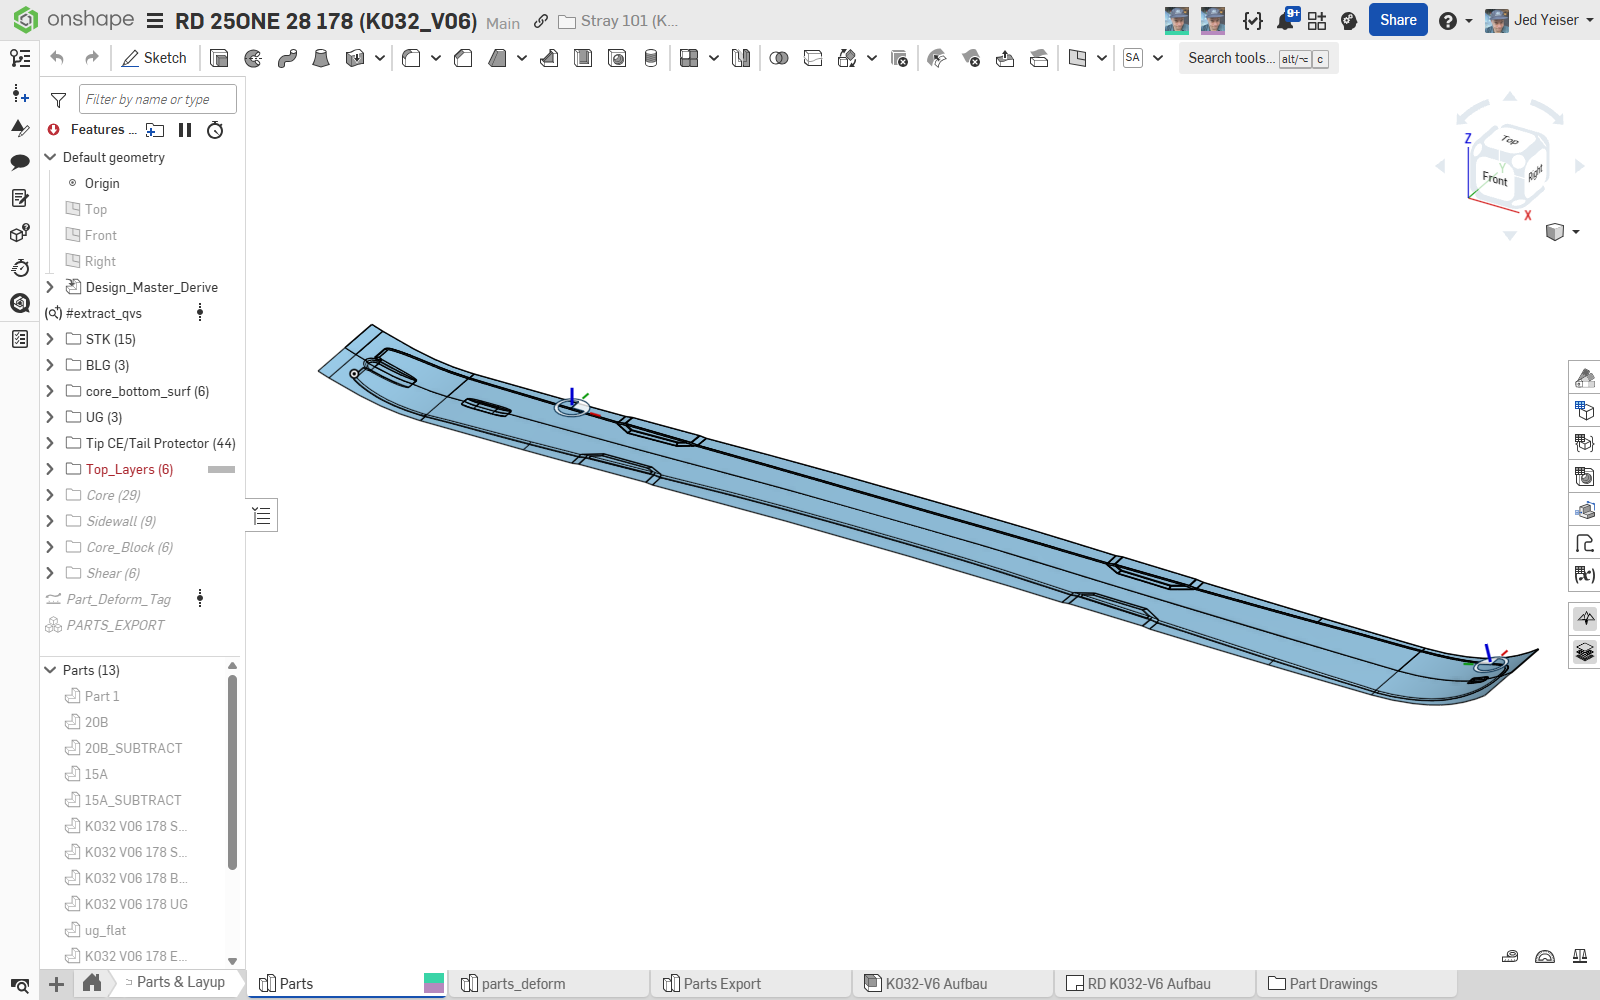 onshape RD 25ONE 28 178 (K032_V06) Main Stray 101 (K... 9+ Share Jed Yeiser
Sketch SA Search tools... alt/⌥ c
Filter by name or type
Features ...
Default geometry
Origin
Top
Front
Right
Design_Master_Derive
#extract_qvs
STK (15)
BLG (3)
core_bottom_surf (6)
UG (3)
Tip CE/Tail Protector (44)
Top_Layers (6)
Core (29)
Sidewall (9)
Core_Block (6)
Shear (6)
Part_Deform_Tag
PARTS_EXPORT
Parts (13)
Part 1
20B
20B_SUBTRACT
15A
15A_SUBTRACT
K032 V06 178 S...
K032 V06 178 S...
K032 V06 178 B...
K032 V06 178 UG
ug_flat
K032 V06 178 E...
Z
Top
Y
Front
Right
X
Parts & Layup Parts parts_deform Parts Export K032-V6 Aufbau RD K032-V6 Aufbau Part Drawings